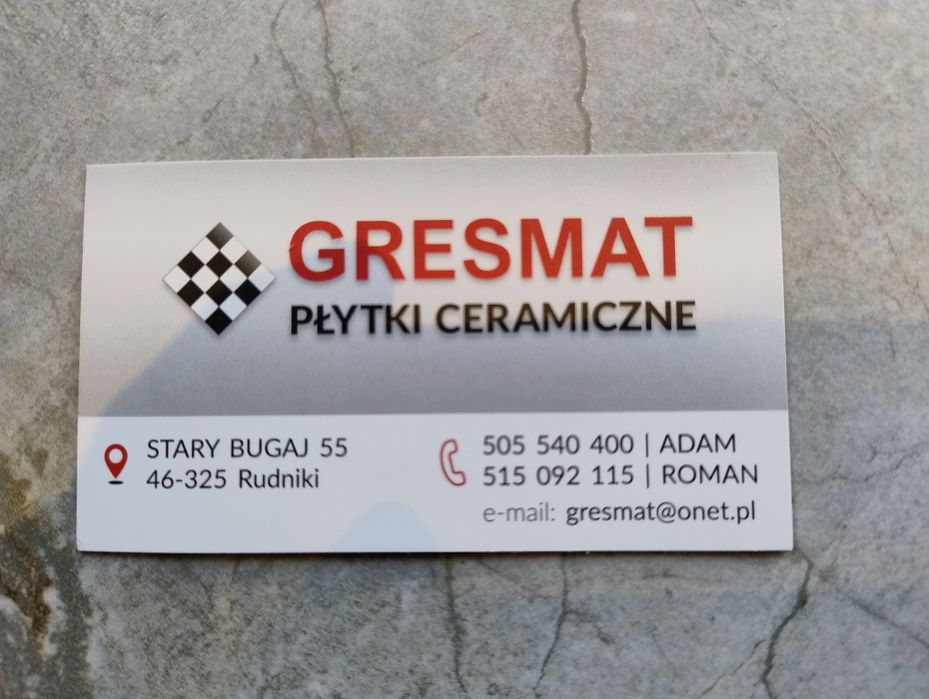 GRESMAT
PŁYTKI CERAMICZNE
STARY BUGAJ 55
46-325 Rudniki
505 540 400 | ADAM
515 092 115 | ROMAN
e-mail: gresmat@onet.pl